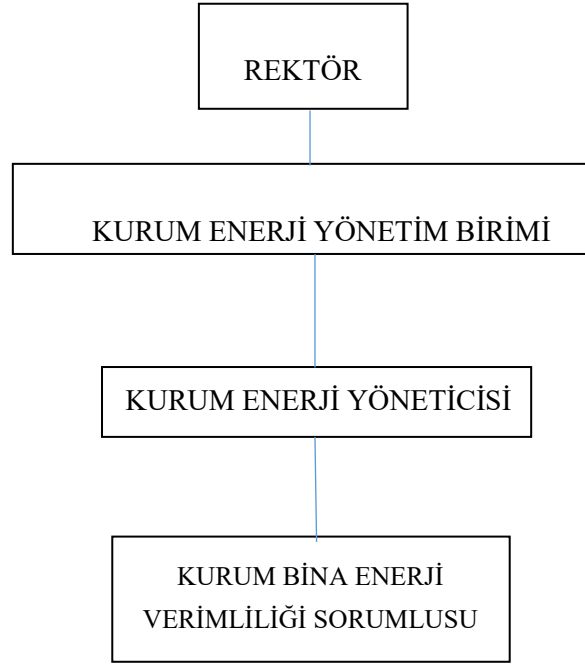 REKTÖR
KURUM ENERJİ YÖNETİM BİRİMİ
KURUM ENERJİ YÖNETİCİSİ
KURUM BİNA ENERJİ
VERİMLİLİĞİ SORUMLUSU